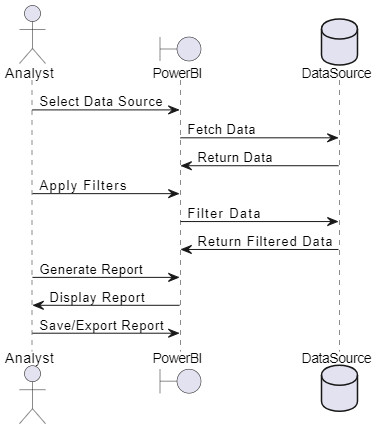 Analyst PowerBI DataSource
Select Data Source
Fetch Data
Return Data
Apply Filters
Filter Data
Return Filtered Data
Generate Report
Display Report
Save/Export Report
Analyst PowerBI DataSource